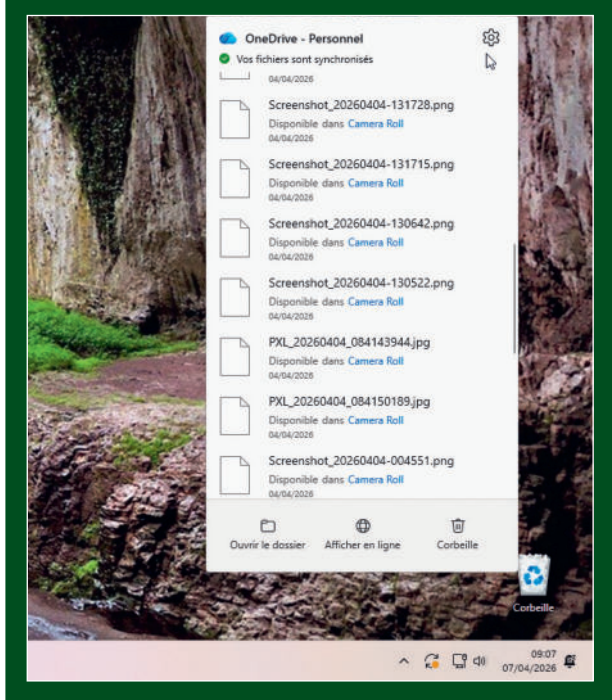 OneDrive - Personnel
Vos fichiers sont synchronisés
04/04/2026
Screenshot_20260404-131728.png
Disponible dans Camera Roll
04/04/2026
Screenshot_20260404-131715.png
Disponible dans Camera Roll
04/04/2026
Screenshot_20260404-130642.png
Disponible dans Camera Roll
04/04/2026
Screenshot_20260404-130522.png
Disponible dans Camera Roll
04/04/2026
PXL_20260404_084143944.jpg
Disponible dans Camera Roll
04/04/2026
PXL_20260404_084150189.jpg
Disponible dans Camera Roll
04/04/2026
Screenshot_20260404-004551.png
Disponible dans Camera Roll
04/04/2026
Ouvrir le dossier Afficher en ligne Corbeille
Corbeille
09:07
07/04/2026